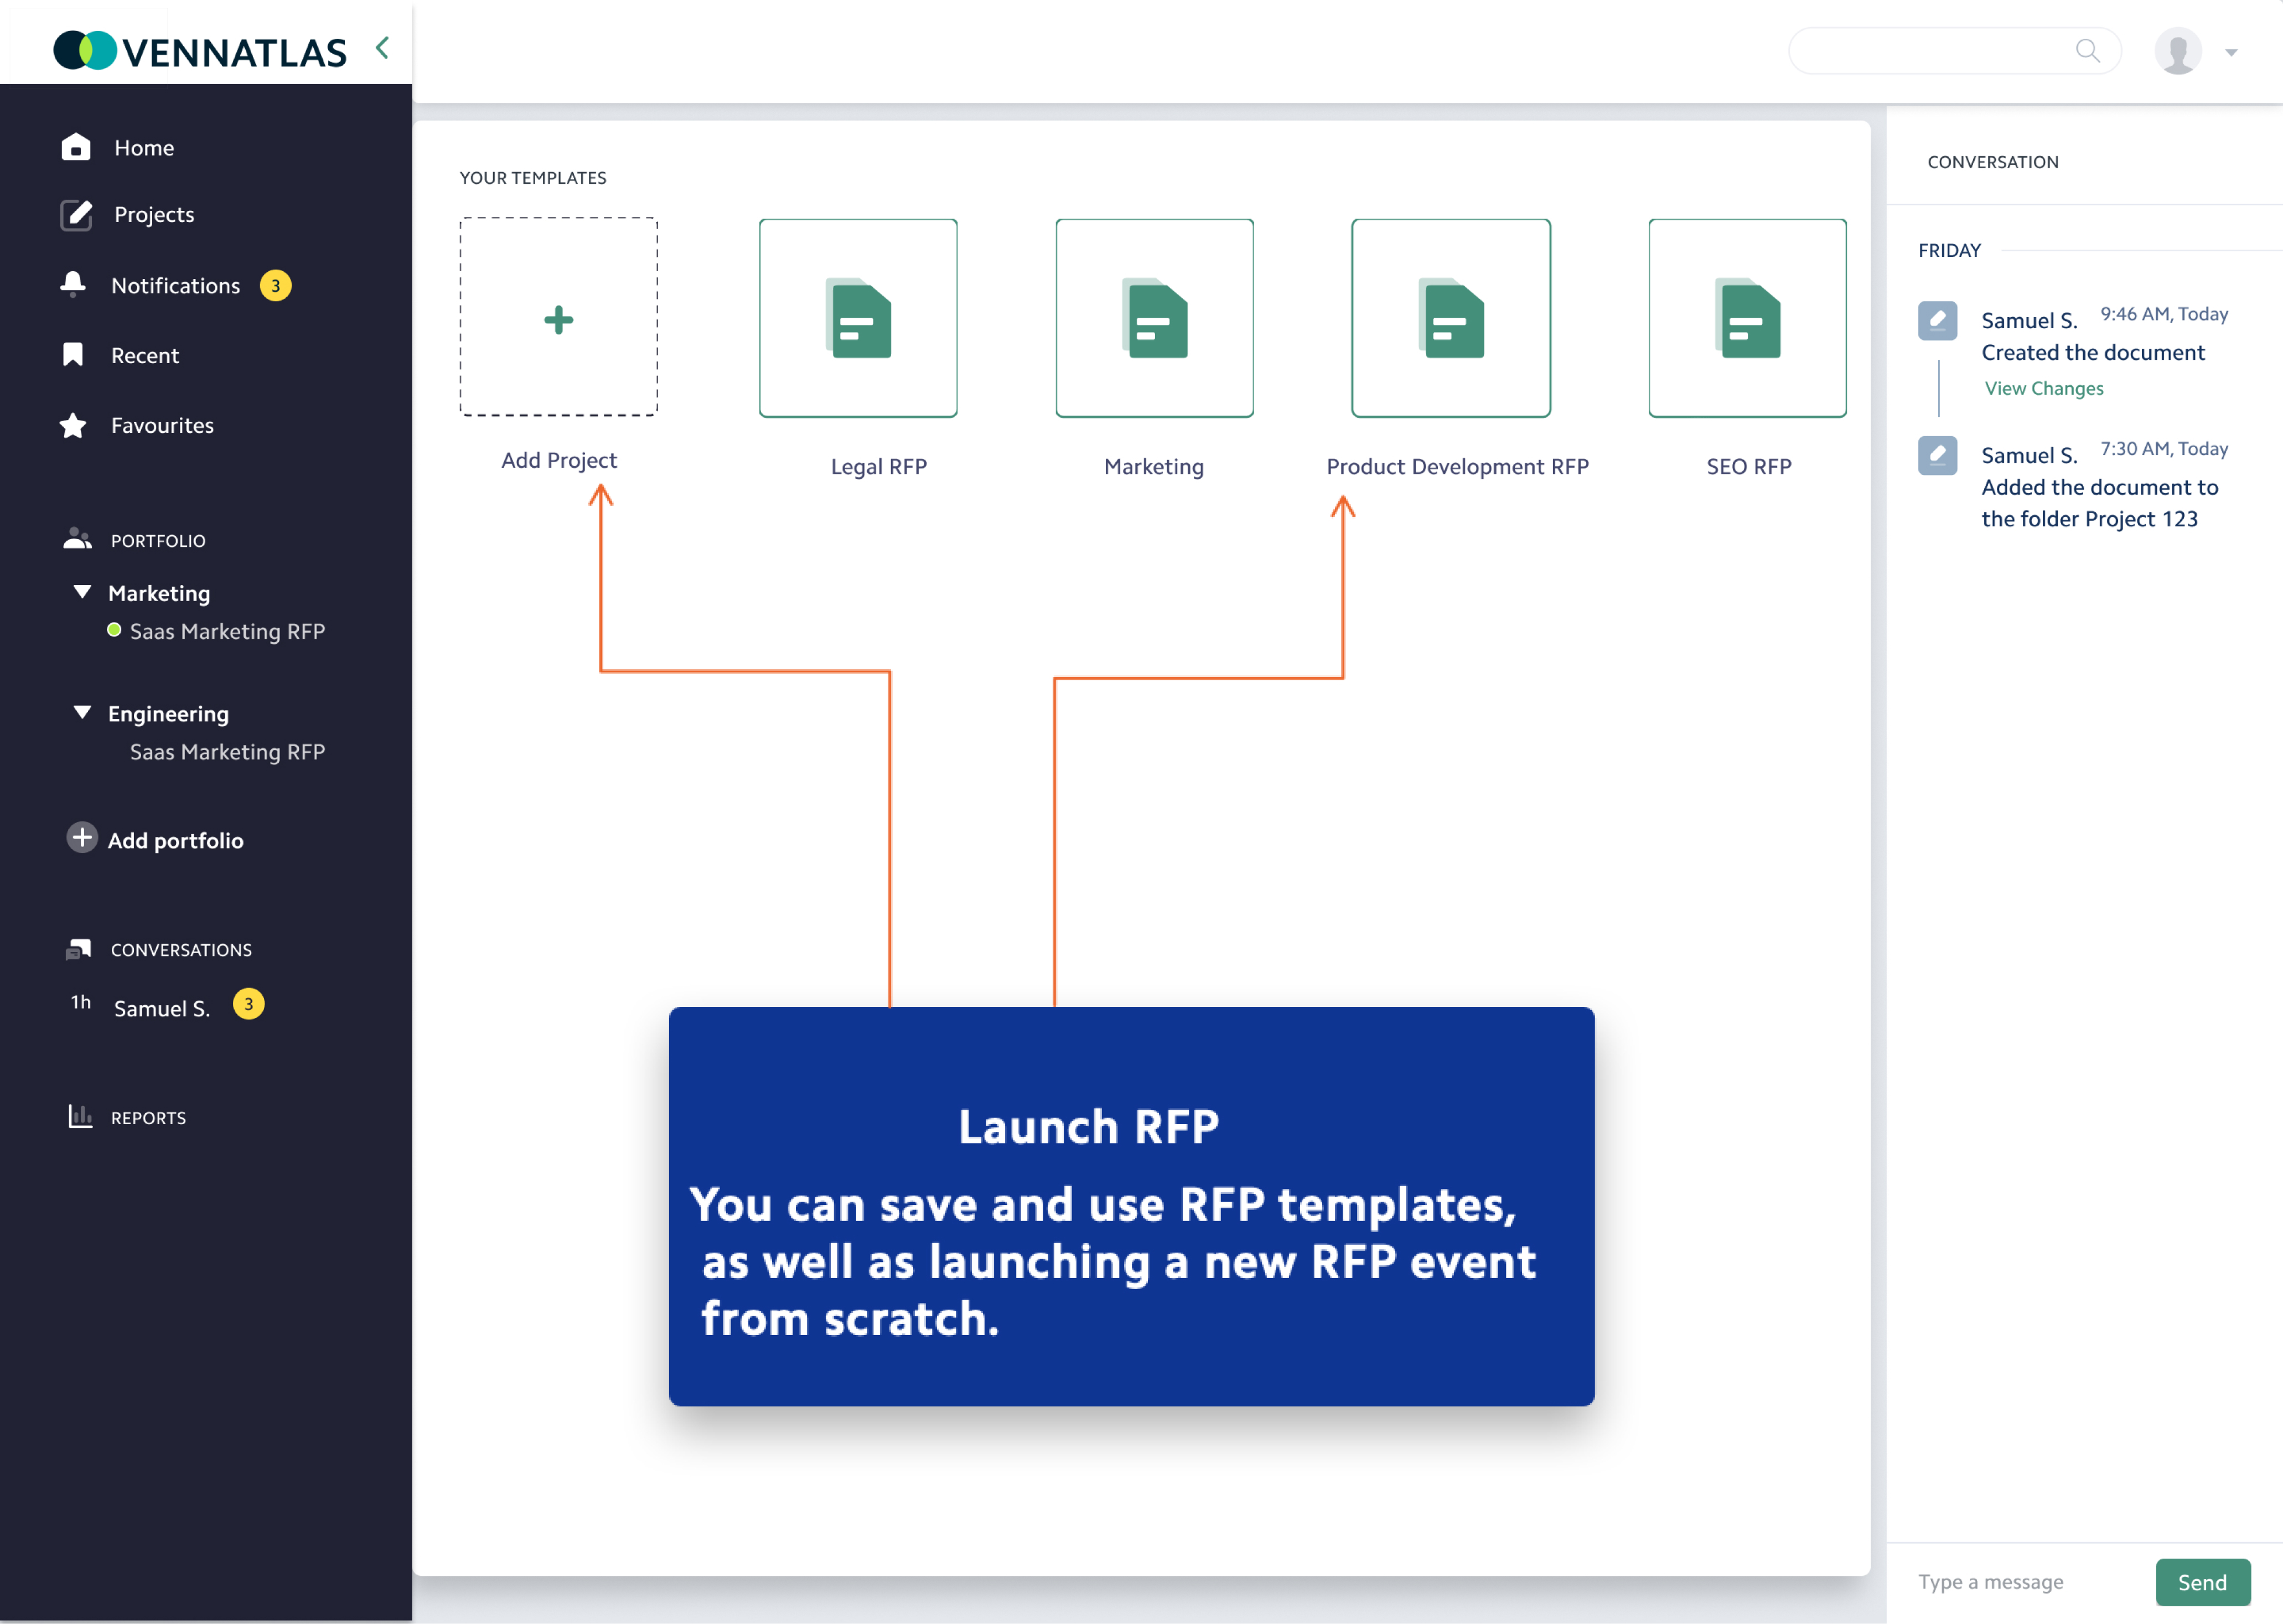 VENNATLAS
Home
Projects
Notifications 3
Recent
Favourites
PORTFOLIO
Marketing
Saas Marketing RFP
Engineering
Saas Marketing RFP
Add portfolio
CONVERSATIONS
1h Samuel S. 3
REPORTS
YOUR TEMPLATES
Add Project
Legal RFP
Marketing
Product Development RFP
SEO RFP
Launch RFP
You can save and use RFP templates,
as well as launching a new RFP event
from scratch.
CONVERSATION
FRIDAY
Samuel S. 9:46 AM, Today
Created the document
View Changes
Samuel S. 7:30 AM, Today
Added the document to
the folder Project 123
Type a message
Send